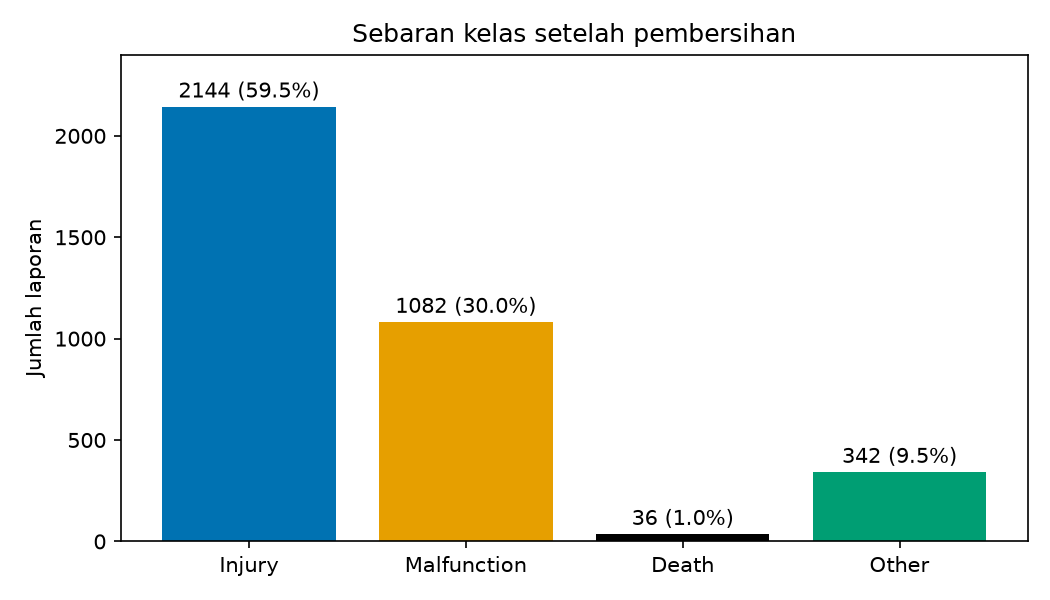 Sebaran kelas setelah pembersihan
Jumlah laporan
2000
1500
1000
500
0
2144 (59.5%)
1082 (30.0%)
36 (1.0%)
342 (9.5%)
Injury
Malfunction
Death
Other